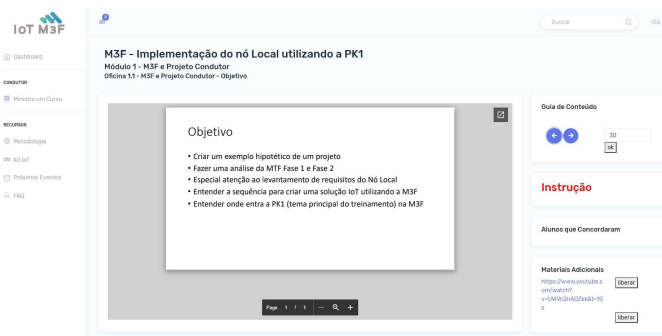 IoT M3F
Buscar
Dashboard
M3F - Implementação do nó Local utilizando a PK1
Módulo 1 - M3F e Projeto Condutor
Oficina 1.1 - M3F e Projeto Condutor - Objetivo
CONDUTOR
Ministre um Curso
RECURSOS
Metodologia
Kit IoT
Próximos Eventos
FAQ
Objetivo
• Criar um exemplo hipotético de um projeto
• Fazer uma análise da MTF Fase 1 e Fase 2
• Especial atenção ao levantamento de requisitos do Nó Local
• Entender a sequência para criar uma solução IoT utilizando a M3F
• Entender onde entra a PK1 (tema principal do treinamento) na M3F
Page 1 / 1
Guia de Conteúdo
30
ok
Instrução
Alunos que Concordaram
Materiais Adicionais
https://www.youtube.c
om/watch?
liberar
liberar